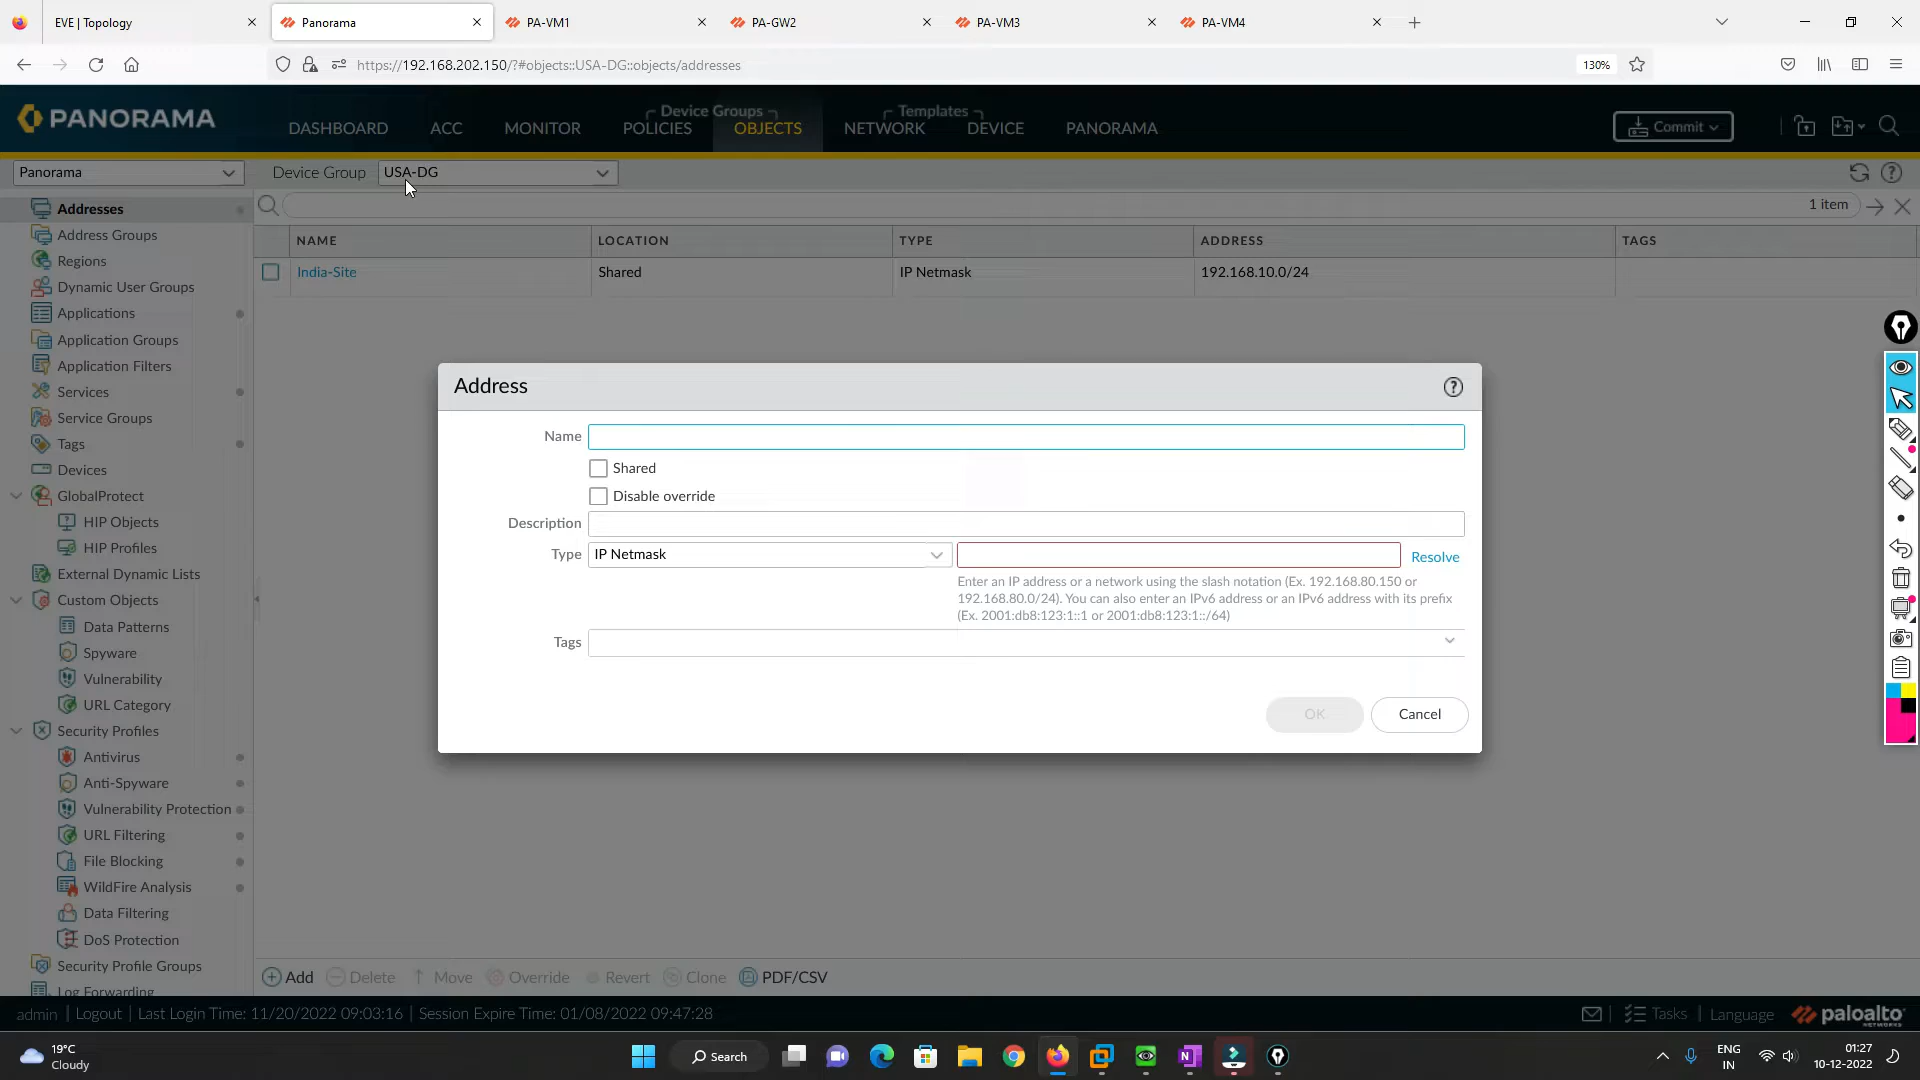 EVE | Topology
Panorama
PA-VM1
PA-GW2
PA-VM3
PA-VM4
https://192.168.202.150/?#objects::USA-DG::objects/addresses
130%
PANORAMA
DASHBOARD
ACC
MONITOR
Device Groups
POLICIES
OBJECTS
Templates
NETWORK
DEVICE
PANORAMA
Commit
Panorama
Device Group
USA-DG
Addresses
Address Groups
Regions
Dynamic User Groups
Applications
Application Groups
Application Filters
Services
Service Groups
Tags
Devices
GlobalProtect
HIP Objects
HIP Profiles
External Dynamic Lists
Custom Objects
Data Patterns
Spyware
Vulnerability
URL Category
Security Profiles
Antivirus
Anti-Spyware
Vulnerability Protection
URL Filtering
File Blocking
WildFire Analysis
Data Filtering
DoS Protection
Security Profile Groups
Log Forwarding
1 item
NAME
LOCATION
TYPE
ADDRESS
TAGS
India-Site
Shared
IP Netmask
192.168.10.0/24
Address
Name
Shared
Disable override
Description
Type
IP Netmask
Resolve
Enter an IP address or a network using the slash notation (Ex. 192.168.80.150 or
192.168.80.0/24). You can also enter an IPv6 address or an IPv6 address with its prefix
(Ex. 2001:db8:123:1::1 or 2001:db8:123:1::/64)
Tags
OK
Cancel
Add
Delete
Move
Override
Revert
Clone
PDF/CSV
admin | Logout | Last Login Time: 11/20/2022 09:03:16 | Session Expire Time: 01/08/2022 09:47:28
Tasks | Language
paloalto
NETWORKS
19°C
Cloudy
Search
ENG
IN
01:27
10-12-2022